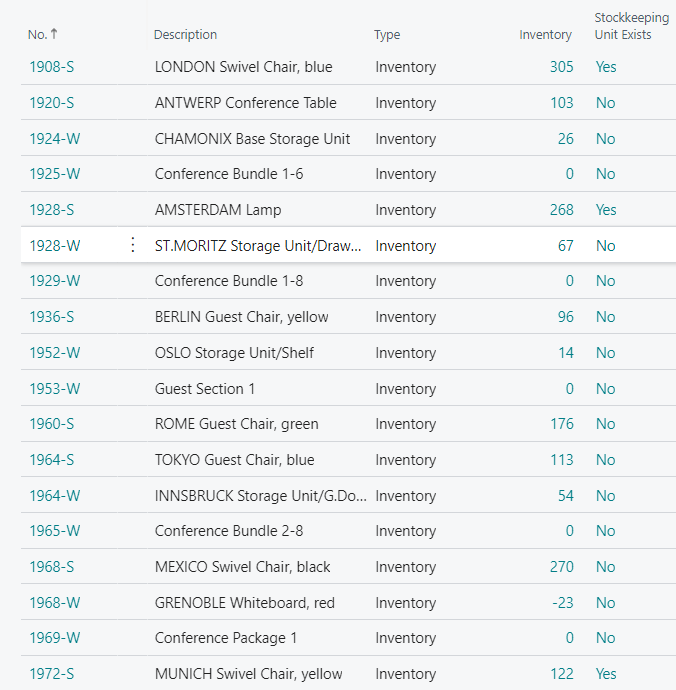 No.↑ Description Type Inventory Stockkeeping Unit Exists
1908-S LONDON Swivel Chair, blue Inventory 305 Yes
1920-S ANTWERP Conference Table Inventory 103 No
1924-W CHAMONIX Base Storage Unit Inventory 26 No
1925-W Conference Bundle 1-6 Inventory 0 No
1928-S AMSTERDAM Lamp Inventory 268 Yes
1928-W ⋮ ST.MORITZ Storage Unit/Draw... Inventory 67 No
1929-W Conference Bundle 1-8 Inventory 0 No
1936-S BERLIN Guest Chair, yellow Inventory 96 No
1952-W OSLO Storage Unit/Shelf Inventory 14 No
1953-W Guest Section 1 Inventory 0 No
1960-S ROME Guest Chair, green Inventory 176 No
1964-S TOKYO Guest Chair, blue Inventory 113 No
1964-W INNSBRUCK Storage Unit/G.Do... Inventory 54 No
1965-W Conference Bundle 2-8 Inventory 0 No
1968-S MEXICO Swivel Chair, black Inventory 270 No
1968-W GRENOBLE Whiteboard, red Inventory -23 No
1969-W Conference Package 1 Inventory 0 No
1972-S MUNICH Swivel Chair, yellow Inventory 122 Yes